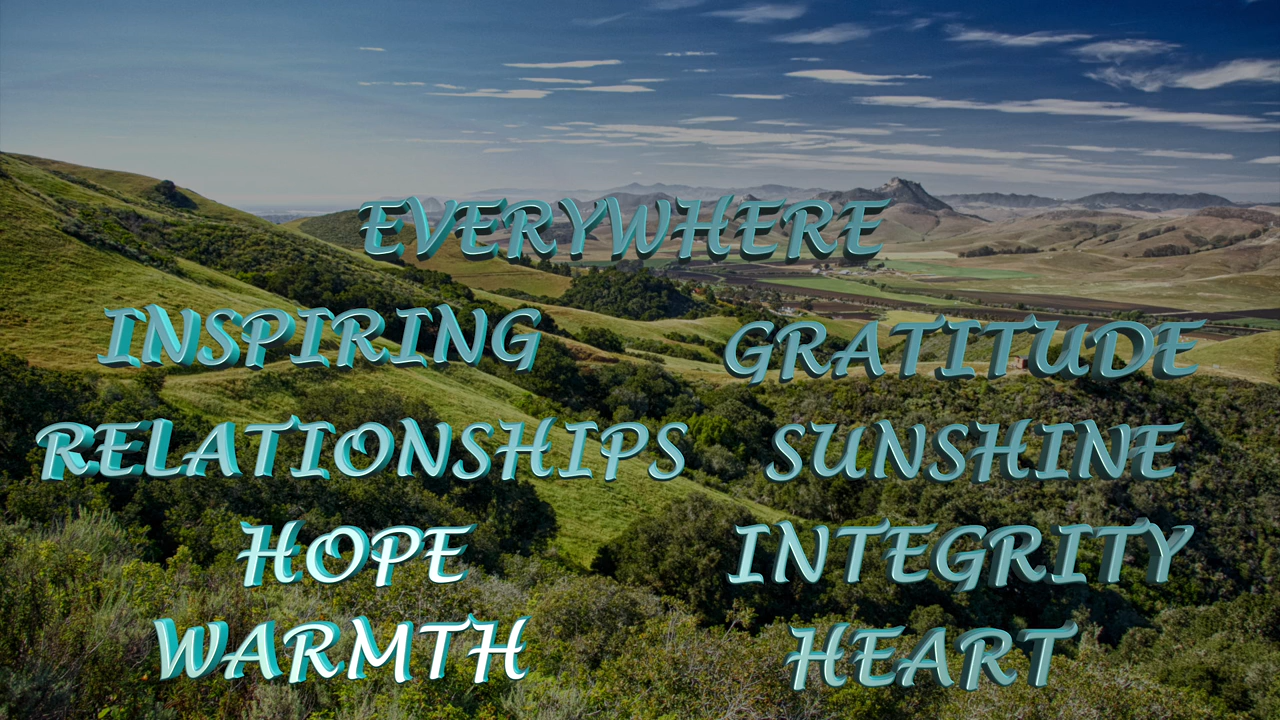 EVERYWHERE
INSPIRING GRATITUDE
RELATIONSHIPS SUNSHINE
HOPE INTEGRITY
WARMTH HEART